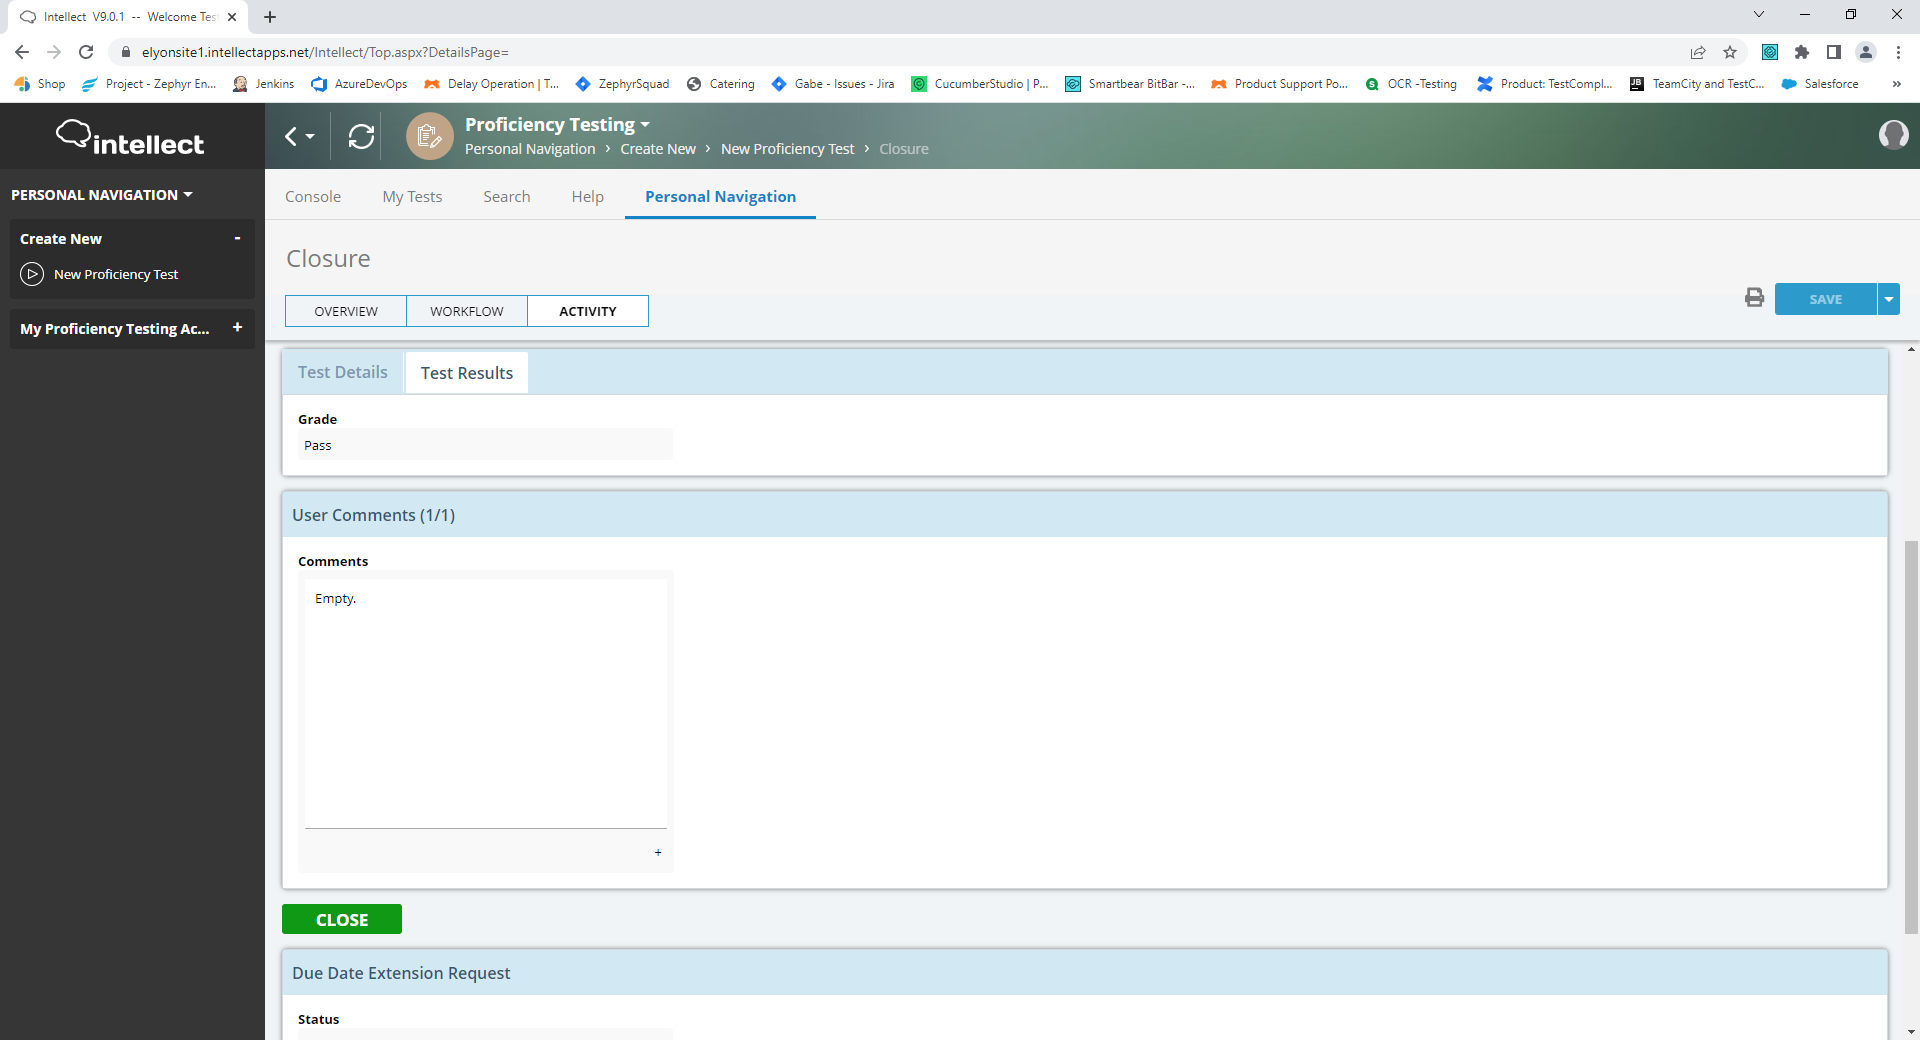 Intellect V9.0.1 -- Welcome Tes
elyonsite1.intellectapps.net/Intellect/Top.aspx?DetailsPage=
Shop
Project - Zephyr En...
Jenkins
AzureDevOps
Delay Operation | T...
ZephyrSquad
Catering
Gabe - Issues - Jira
CucumberStudio | P...
Smartbear BitBar -...
Product Support Po...
OCR -Testing
Product: TestCompl...
TeamCity and TestC...
Salesforce
»
intellect
Proficiency Testing
Personal Navigation › Create New › New Proficiency Test › Closure
PERSONAL NAVIGATION
Create New -
New Proficiency Test
My Proficiency Testing Ac... +
Console My Tests Search Help Personal Navigation
Closure
OVERVIEW WORKFLOW ACTIVITY
SAVE
Test Details Test Results
Grade
Pass
User Comments (1/1)
Comments
Empty.
+
CLOSE
Due Date Extension Request
Status